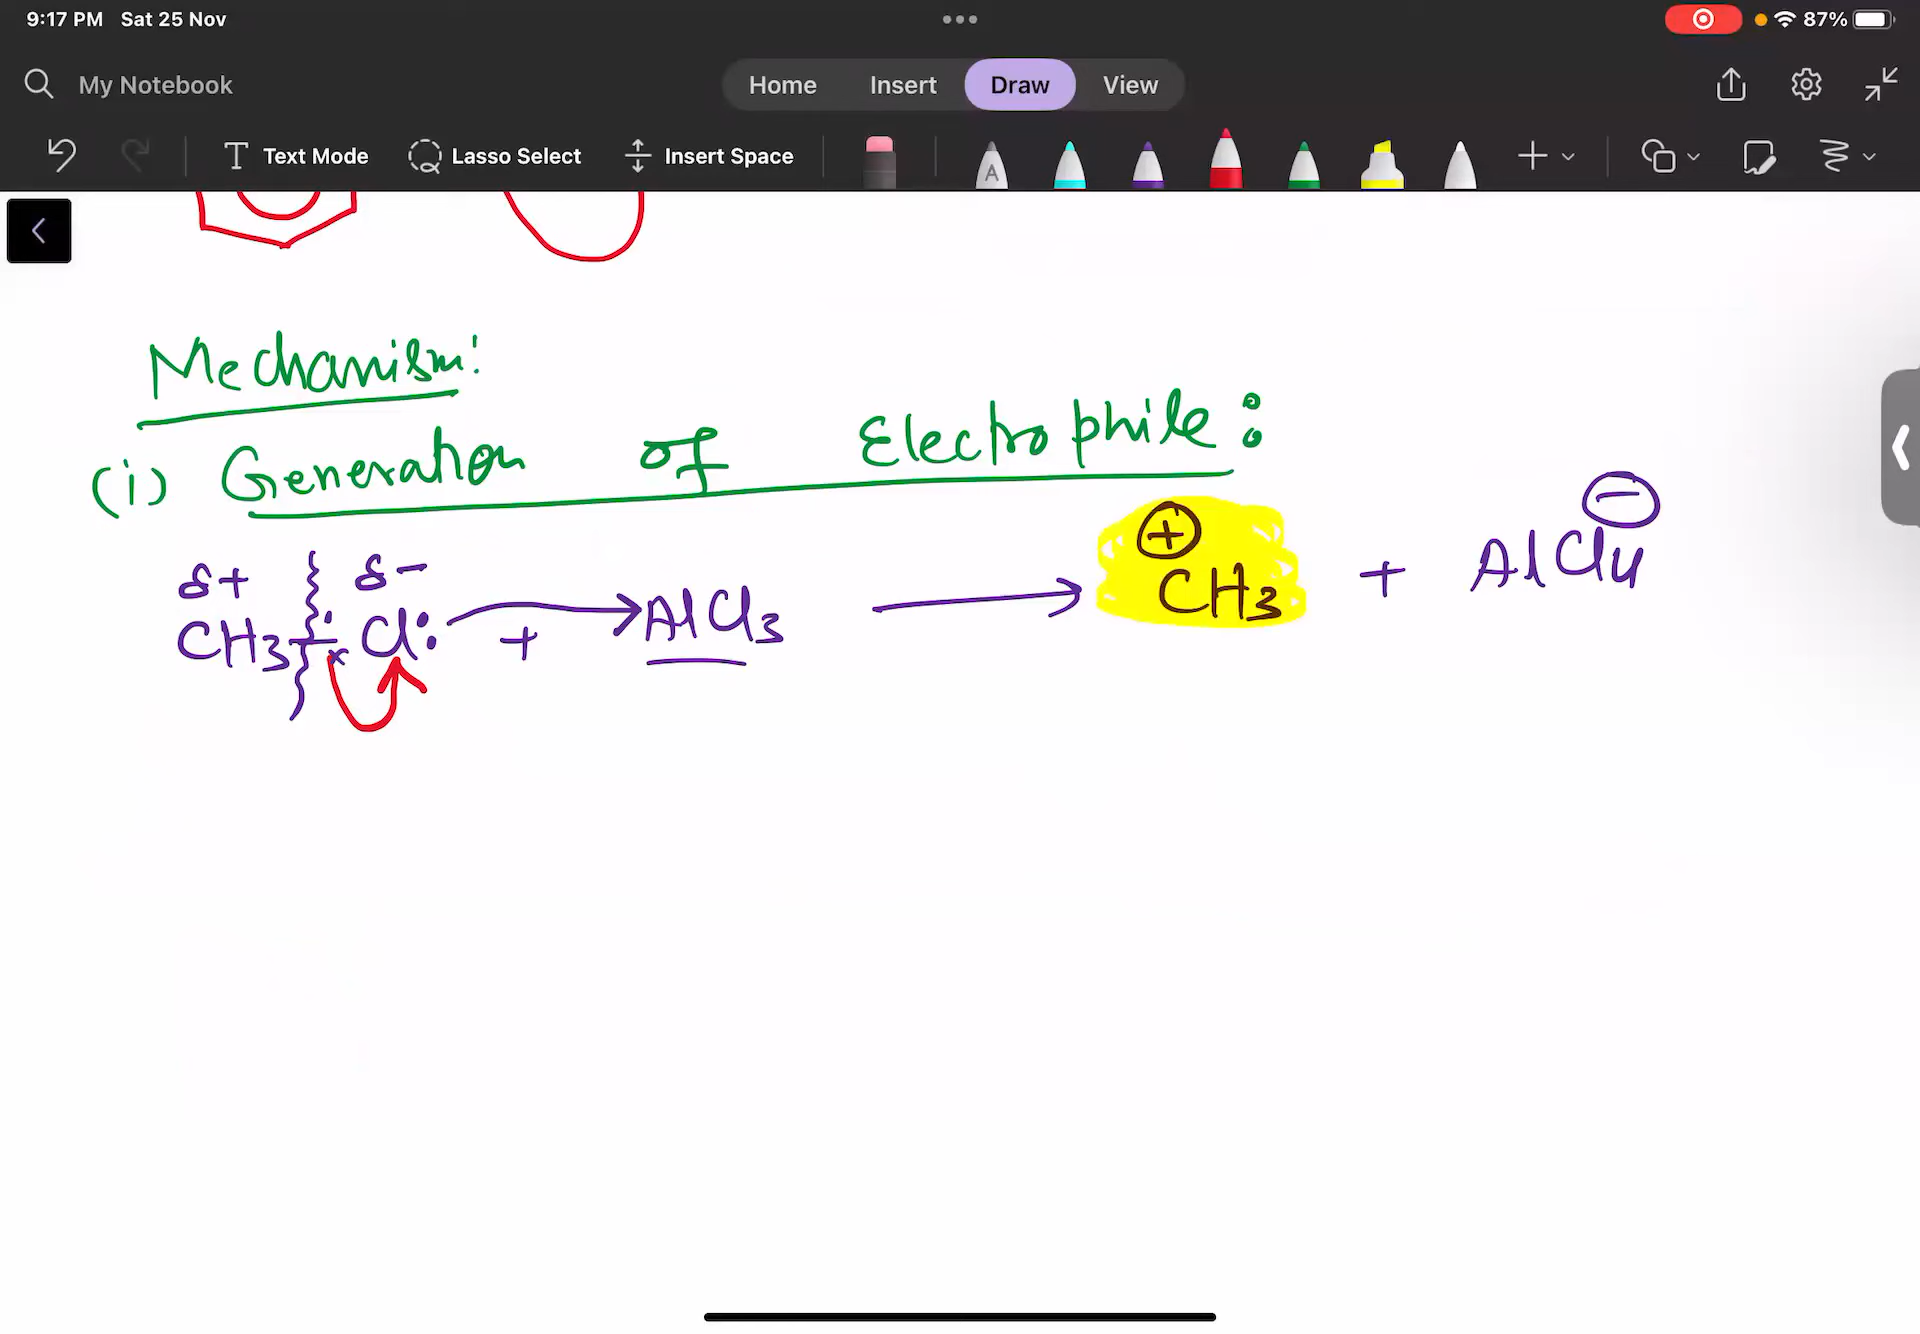 9:17 PM Sat 25 Nov 87%
My Notebook Home Insert Draw View
Text Mode Lasso Select Insert Space A
Mechanism:
(i) Generation of Electrophile:
δ+ δ- ⊕ ⊖
CH3 - Cl: + AlCl3 → CH3 + AlCl4